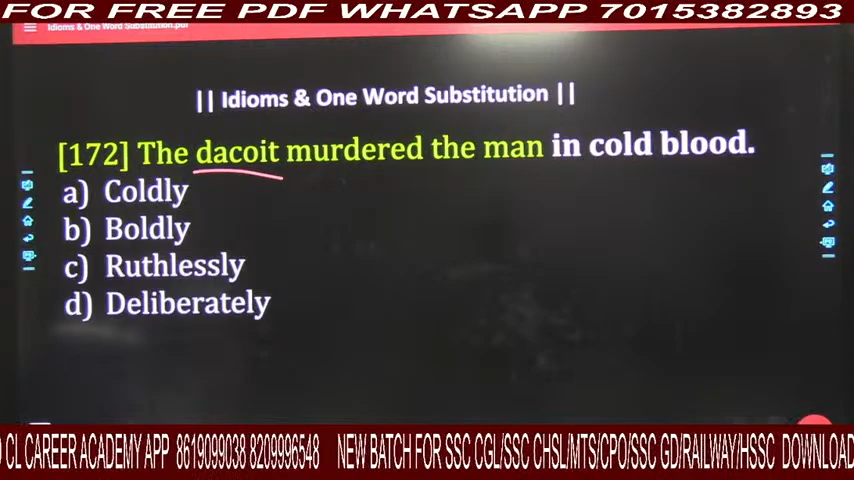 FOR FREE PDF WHATSAPP 7015382893
Idioms & One Word Substitution.pdf
|| Idioms & One Word Substitution ||
[172] The dacoit murdered the man in cold blood.
a) Coldly
b) Boldly
c) Ruthlessly
d) Deliberately
CL CAREER ACADEMY APP 8619099038 8209996548 NEW BATCH FOR SSC CGL/SSC CHSL/MTS/CPO/SSC GD/RAILWAY/HSSC DOWNLOAD